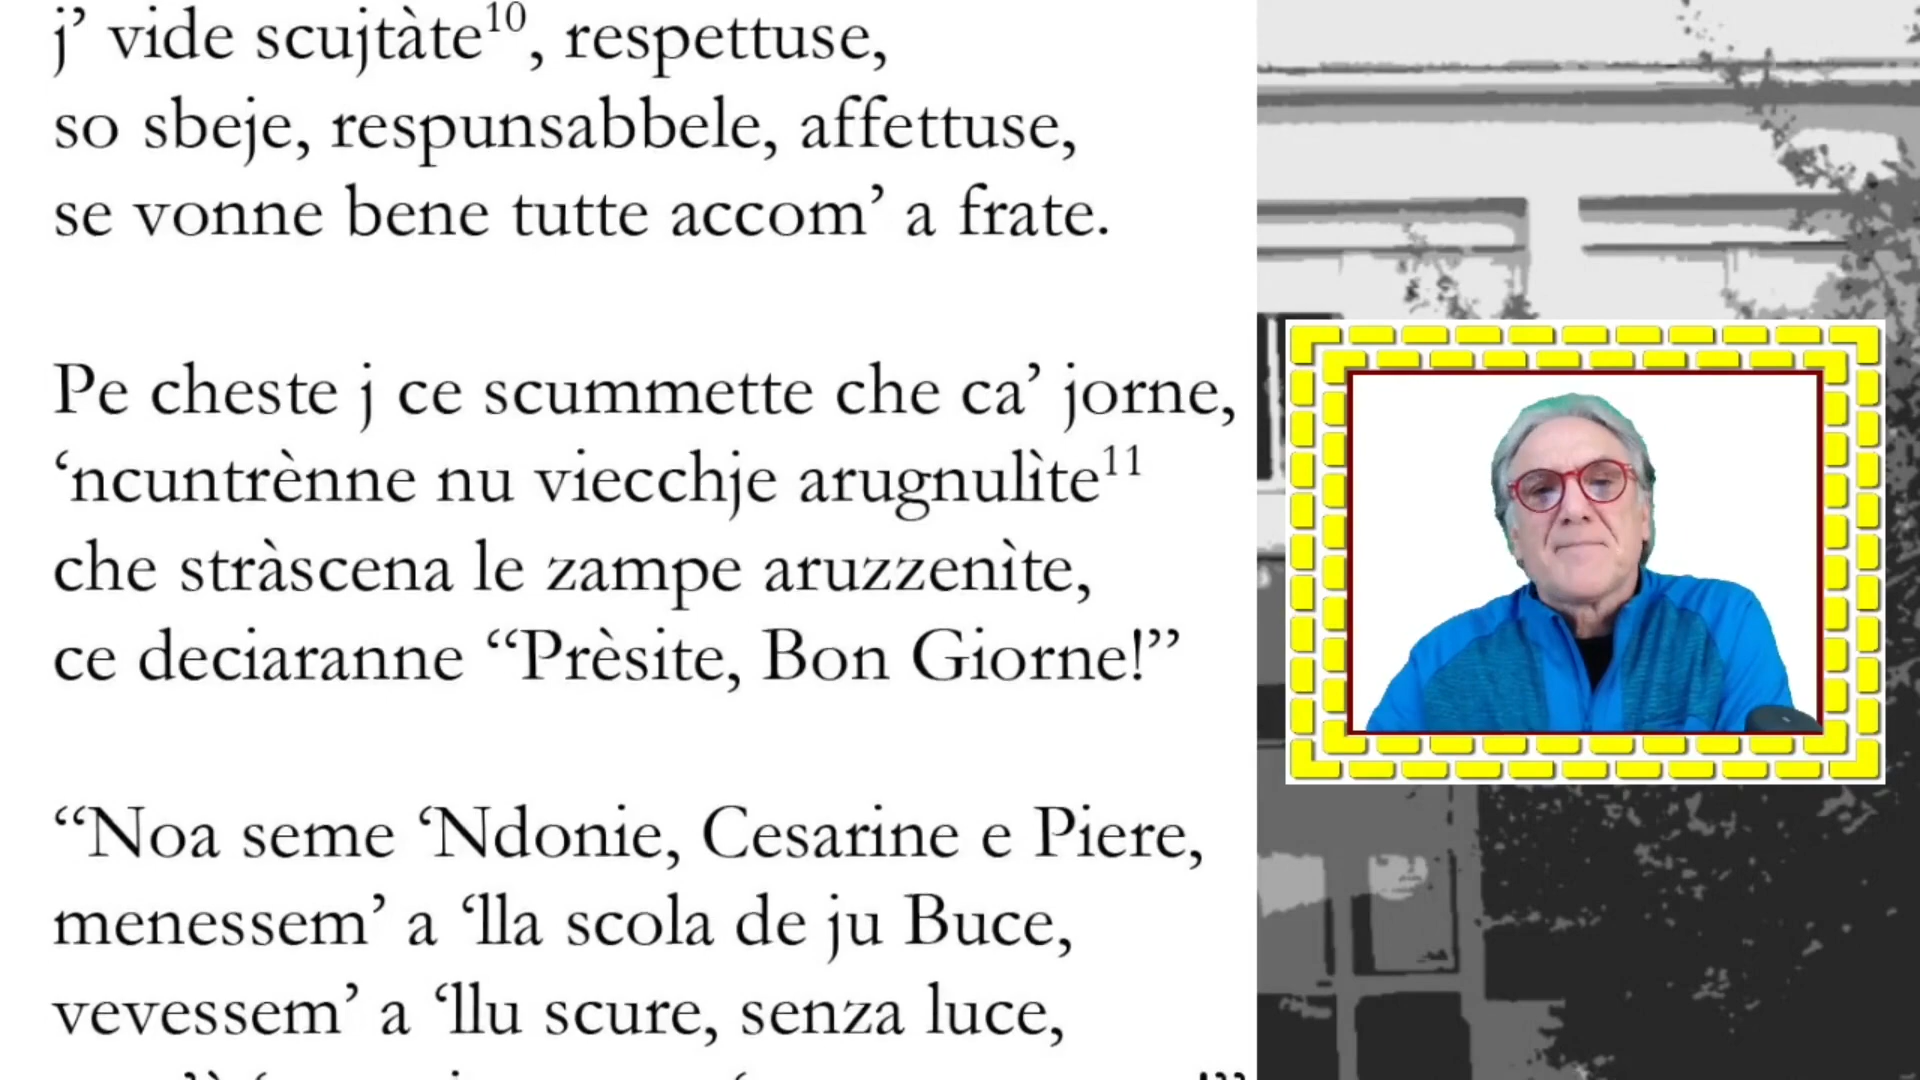 j’ vide scujtàte10, respettuse,
so sbeje, respunsabbele, affettuse,
se vonne bene tutte accom’ a frate.
Pe cheste j ce scummette che ca’ jorne,
‘ncuntrènne nu viecchje arugnulìte11
che stràscena le zampe aruzzenìte,
ce deciaranne “Prèsite, Bon Giorne!”
“Noa seme ‘Ndonie, Cesarine e Piere,
menessem’ a ‘lla scola de ju Buce,
vevessem’ a ‘llu scure, senza luce,